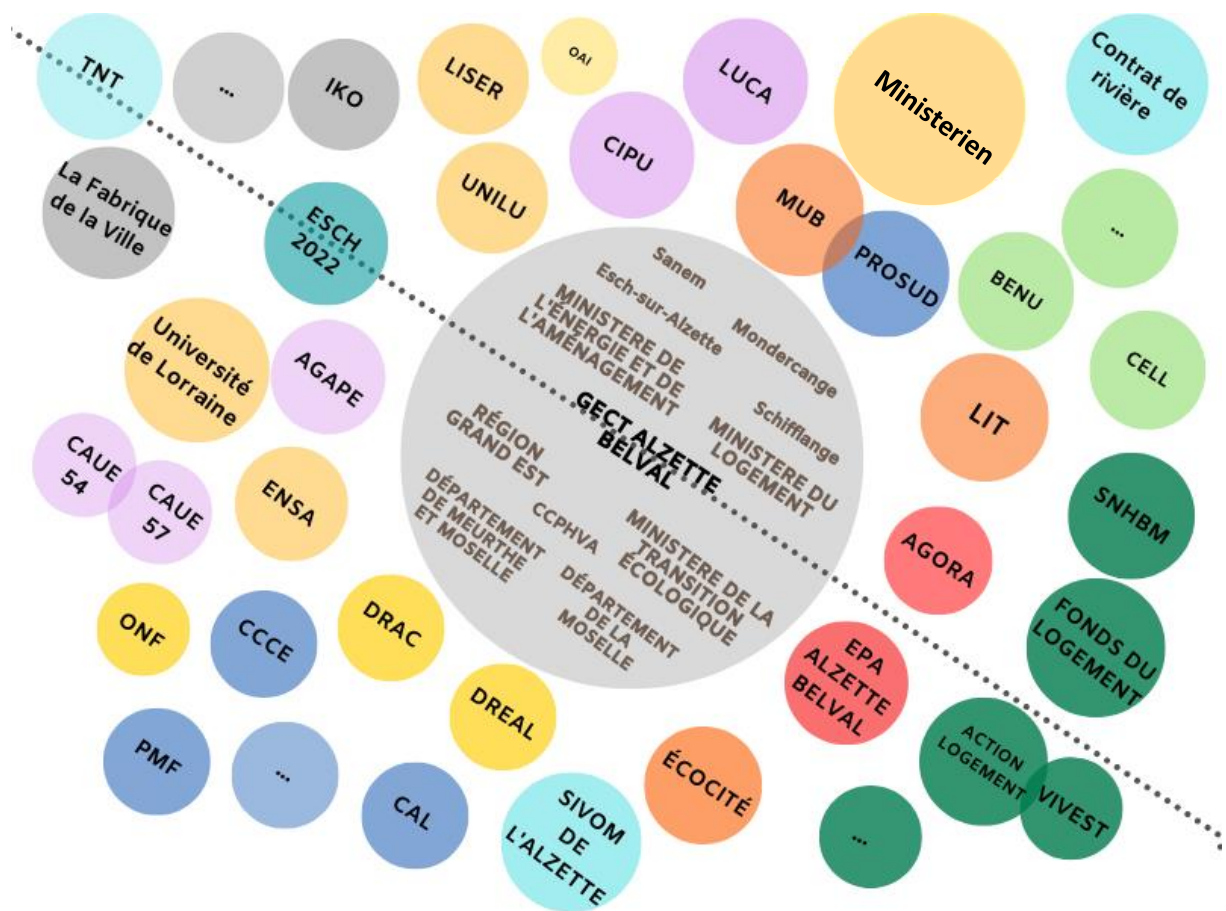 TNT
...
IKO
LISER
OAI
LUCA
CIPU
Ministerien
Contrat de
rivière
La Fabrique
de la Ville
ESCH
2022
UNILU
MUB
PROSUD
BENU
...
CELL
Université
de Lorraine
AGAPE
LIT
CAUE
54
CAUE
57
ENSA
Sanem
Esch-sur-Alzette
Mondercange
MINISTERE DE
L'ÉNERGIE ET DE
L'AMÉNAGEMENT
Schifflange
MINISTERE DU
LOGEMENT
GECT ALZETTE
BELVAL
RÉGION
GRAND EST
CCPHVA
DÉPARTEMENT
DE MEURTHE
ET MOSELLE
MINISTERE DE LA
TRANSITION
ÉCOLOGIQUE
DÉPARTEMENT
DE LA
MOSELLE
SNHBM
AGORA
FONDS DU
LOGEMENT
ONF
CCCE
DRAC
DREAL
EPA
ALZETTE
BELVAL
ACTION
LOGEMENT
VIVEST
PMF
...
CAL
SIVOM
DE
L'ALZETTE
ÉCOCITÉ
...